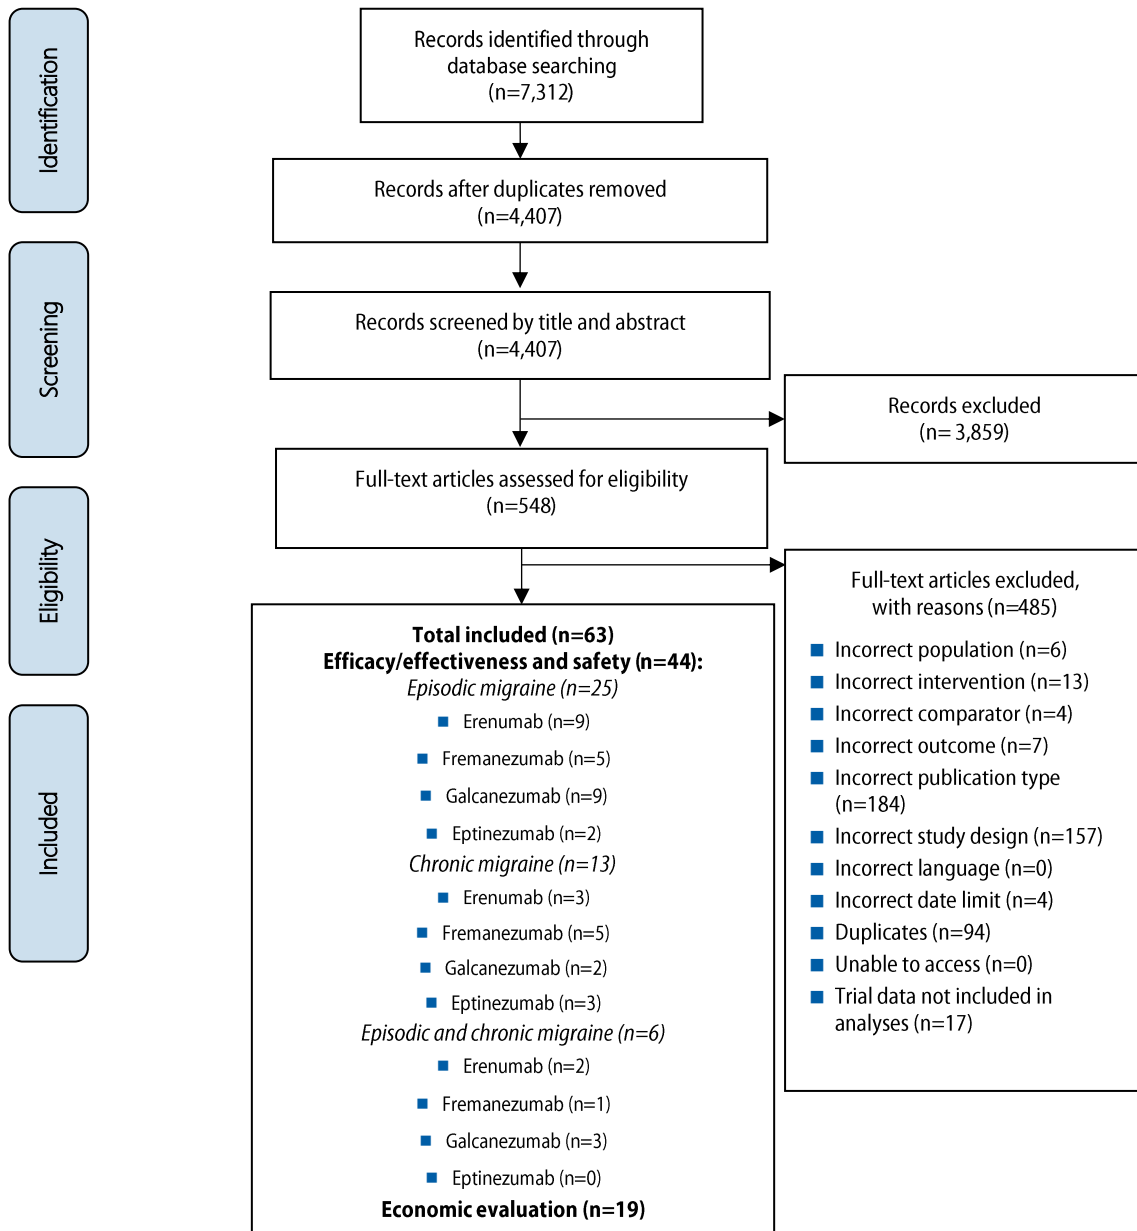 Identification
Records identified through
database searching
(n=7,312)
Records after duplicates removed
(n=4,407)
Screening
Records screened by title and abstract
(n=4,407)
Records excluded
(n= 3,859)
Eligibility
Full-text articles assessed for eligibility
(n=548)
Full-text articles excluded,
with reasons (n=485)
Incorrect population (n=6)
Incorrect intervention (n=13)
Incorrect comparator (n=4)
Incorrect outcome (n=7)
Incorrect publication type
(n=184)
Incorrect study design (n=157)
Incorrect language (n=0)
Incorrect date limit (n=4)
Duplicates (n=94)
Unable to access (n=0)
Trial data not included in
analyses (n=17)
Included
Total included (n=63)
Efficacy/effectiveness and safety (n=44):
Episodic migraine (n=25)
Erenumab (n=9)
Fremanezumab (n=5)
Galcanezumab (n=9)
Eptinezumab (n=2)
Chronic migraine (n=13)
Erenumab (n=3)
Fremanezumab (n=5)
Galcanezumab (n=2)
Eptinezumab (n=3)
Episodic and chronic migraine (n=6)
Erenumab (n=2)
Fremanezumab (n=1)
Galcanezumab (n=3)
Eptinezumab (n=0)
Economic evaluation (n=19)